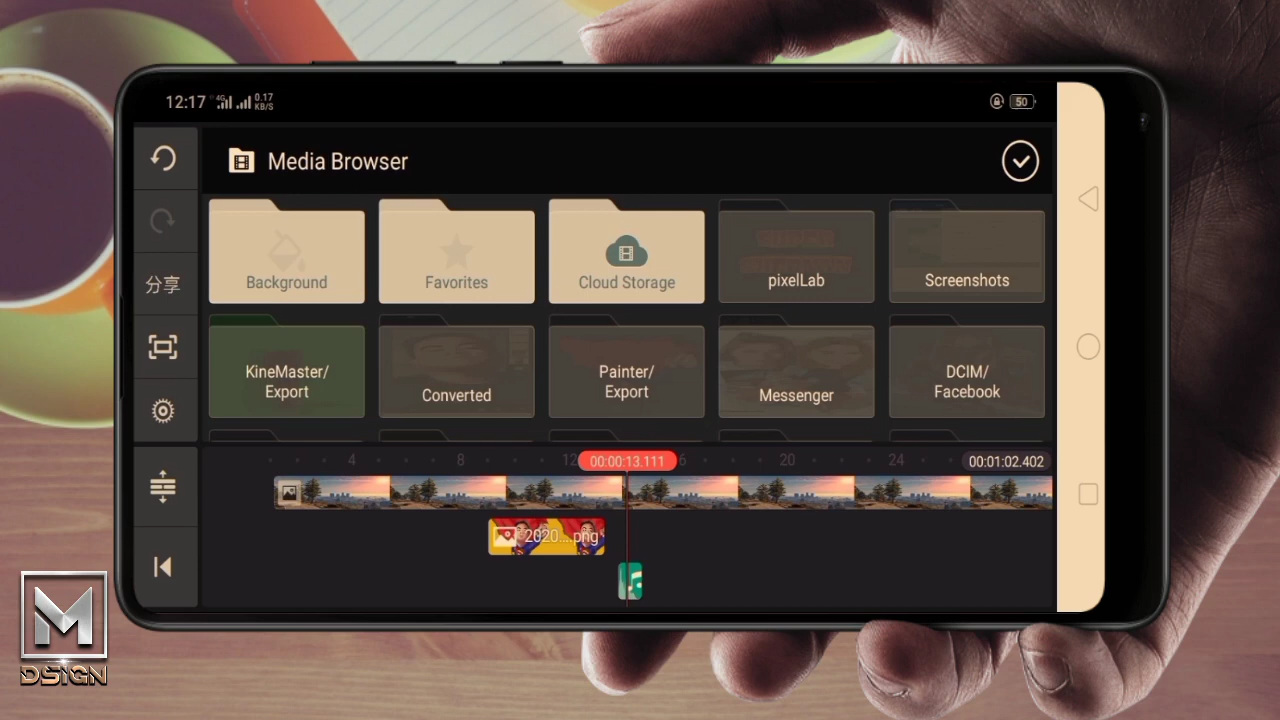 12:17 4G 0.17 KB/S 50
Media Browser
分享
Background Favorites Cloud Storage pixelLab Screenshots
KineMaster/ Export Converted Painter/ Export Messenger DCIM/ Facebook
4 8 12 00:00:13.111 6 20 24 00:01:02.402
2020....png
M
DSIGN